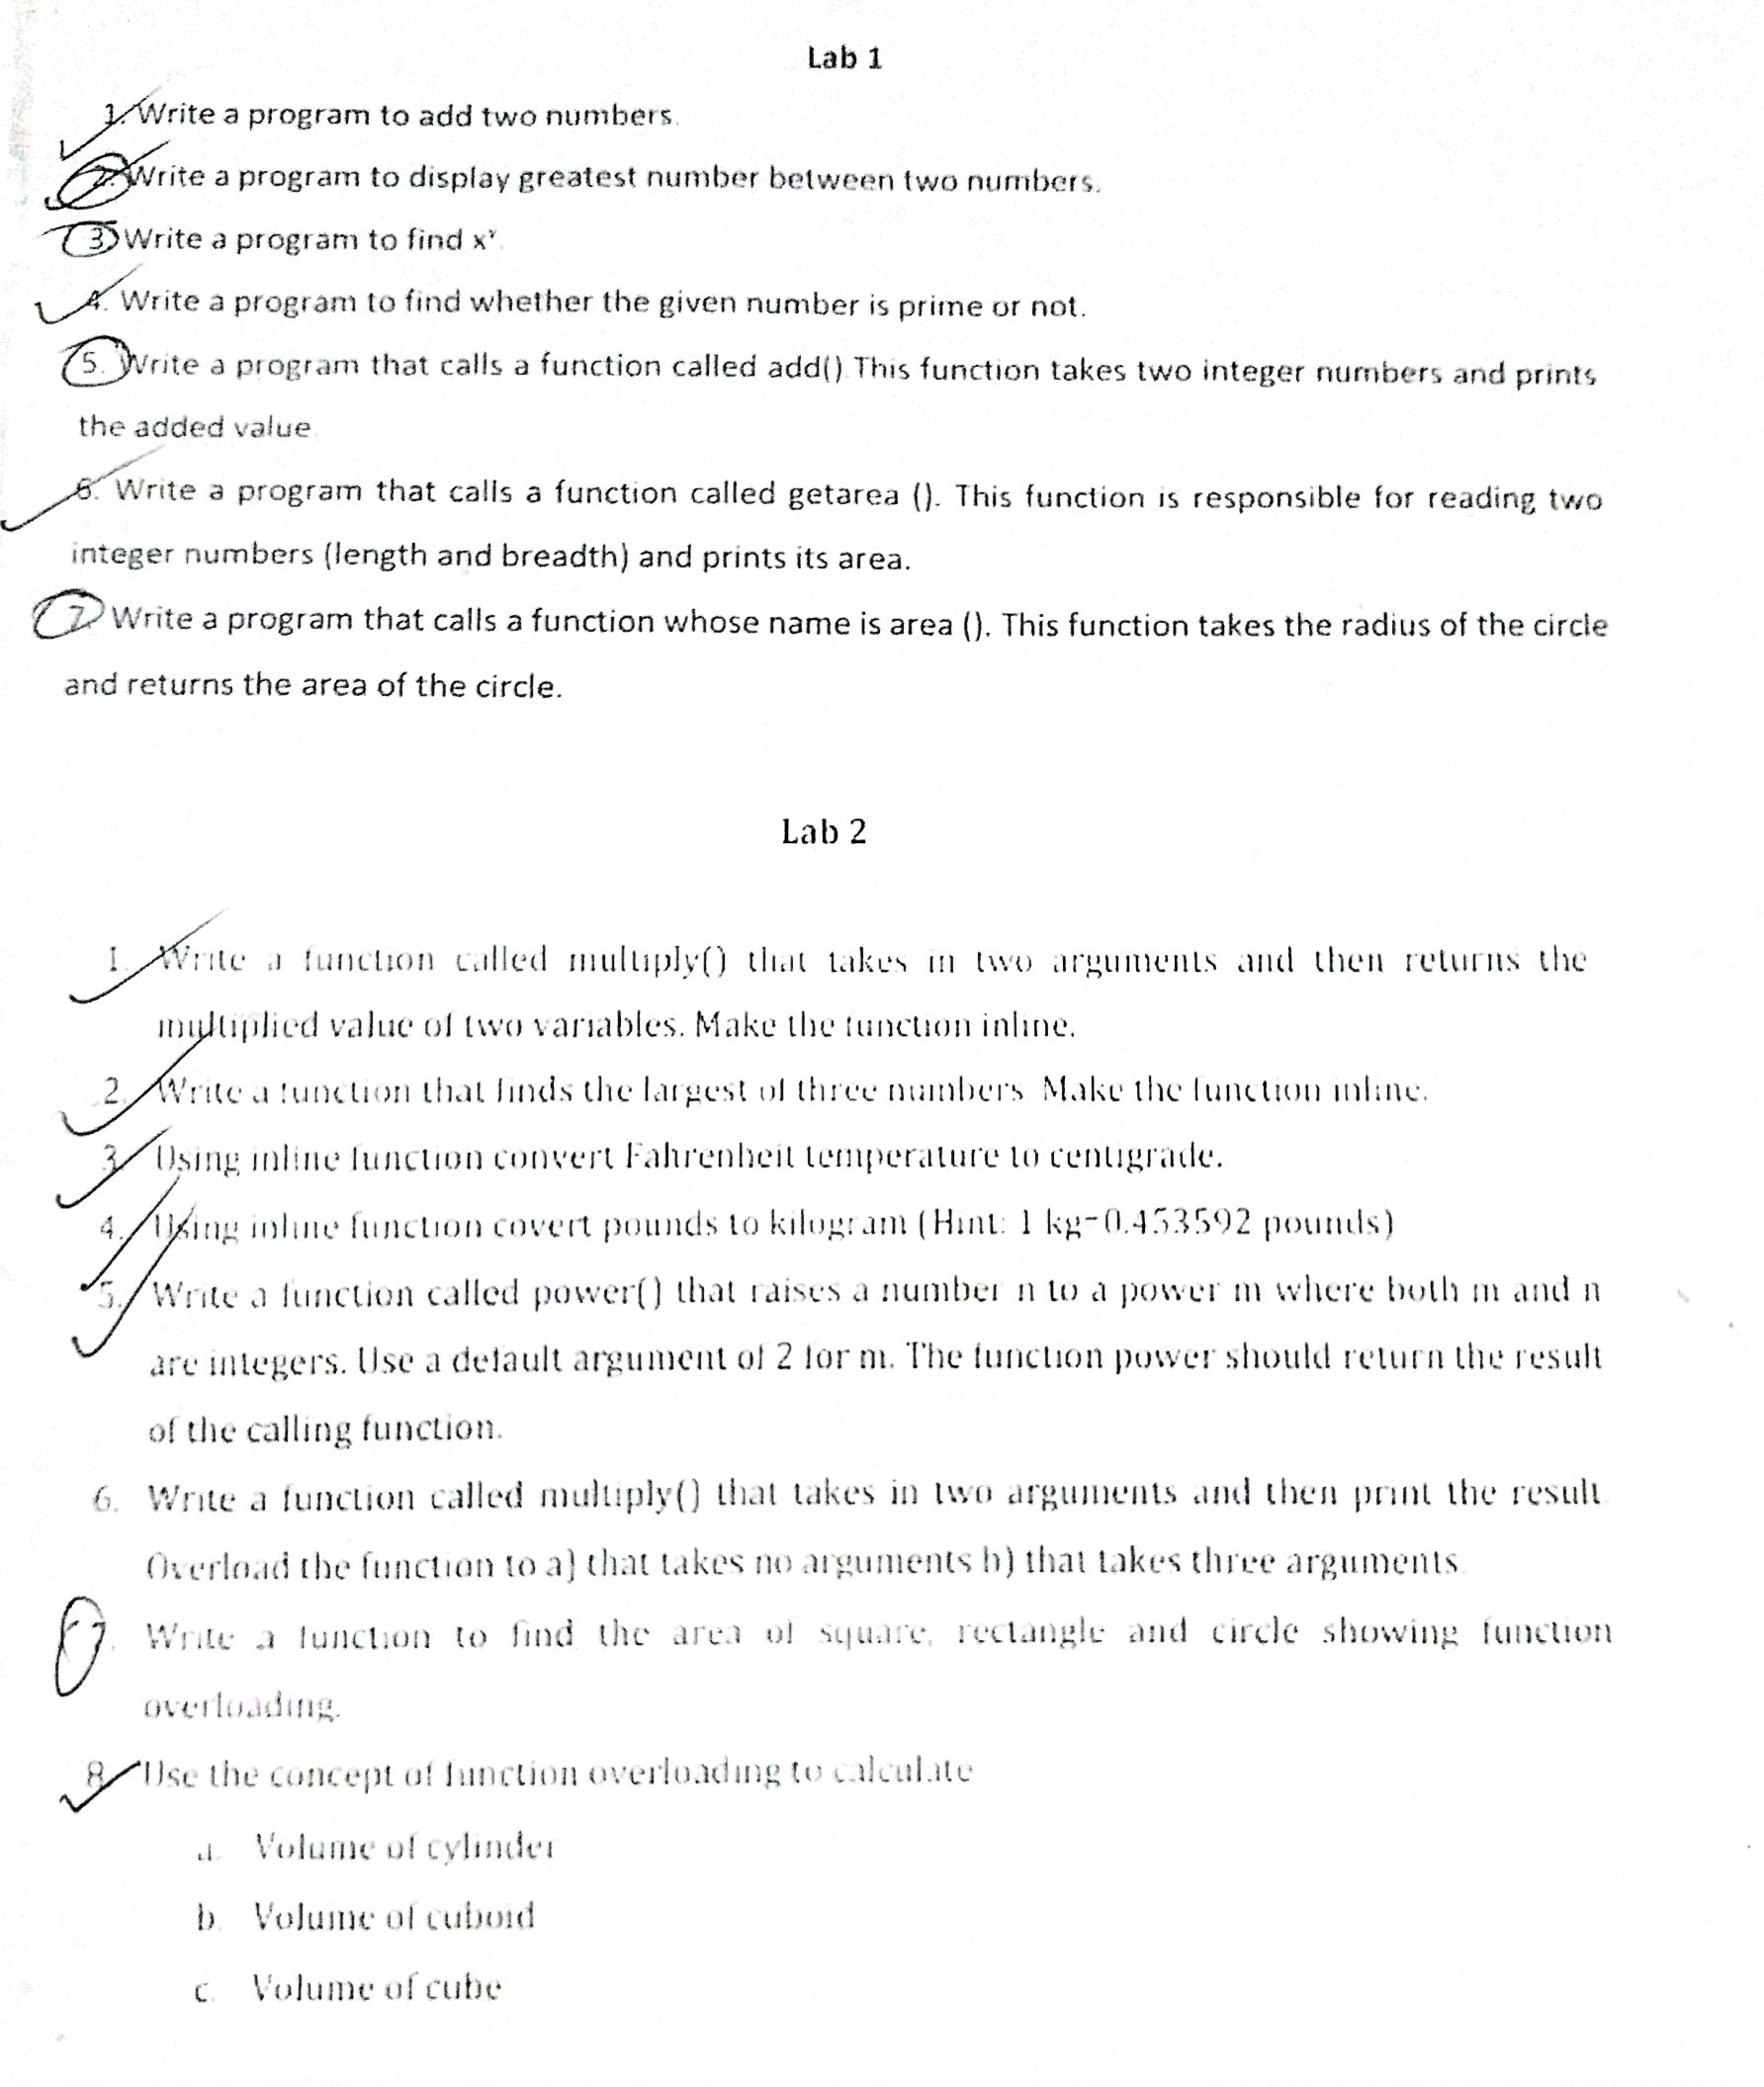 Lab 1
1. Write a program to add two numbers.
2. Write a program to display greatest number between two numbers.
3. Write a program to find xʸ.
4. Write a program to find whether the given number is prime or not.
5. Write a program that calls a function called add() This function takes two integer numbers and prints
the added value.
6. Write a program that calls a function called getarea (). This function is responsible for reading two
integer numbers (length and breadth) and prints its area.
7. Write a program that calls a function whose name is area (). This function takes the radius of the circle
and returns the area of the circle.
Lab 2
1. Write a function called multiply() that takes in two arguments and then returns the
multiplied value of two variables. Make the function inline.
2. Write a function that finds the largest of three numbers. Make the function inline.
3. Using inline function convert Fahrenheit temperature to centigrade.
4. Using inline function covert pounds to kilogram (Hint: 1 kg=0.453592 pounds)
5. Write a function called power() that raises a number n to a power m where both m and n
are integers. Use a default argument of 2 for m. The function power should return the result
of the calling function.
6. Write a function called multiply() that takes in two arguments and then print the result.
Overload the function to a) that takes no arguments b) that takes three arguments.
7. Write a function to find the area of square, rectangle and circle showing function
overloading.
8. Use the concept of function overloading to calculate
a. Volume of cylinder
b. Volume of cuboid
c. Volume of cube